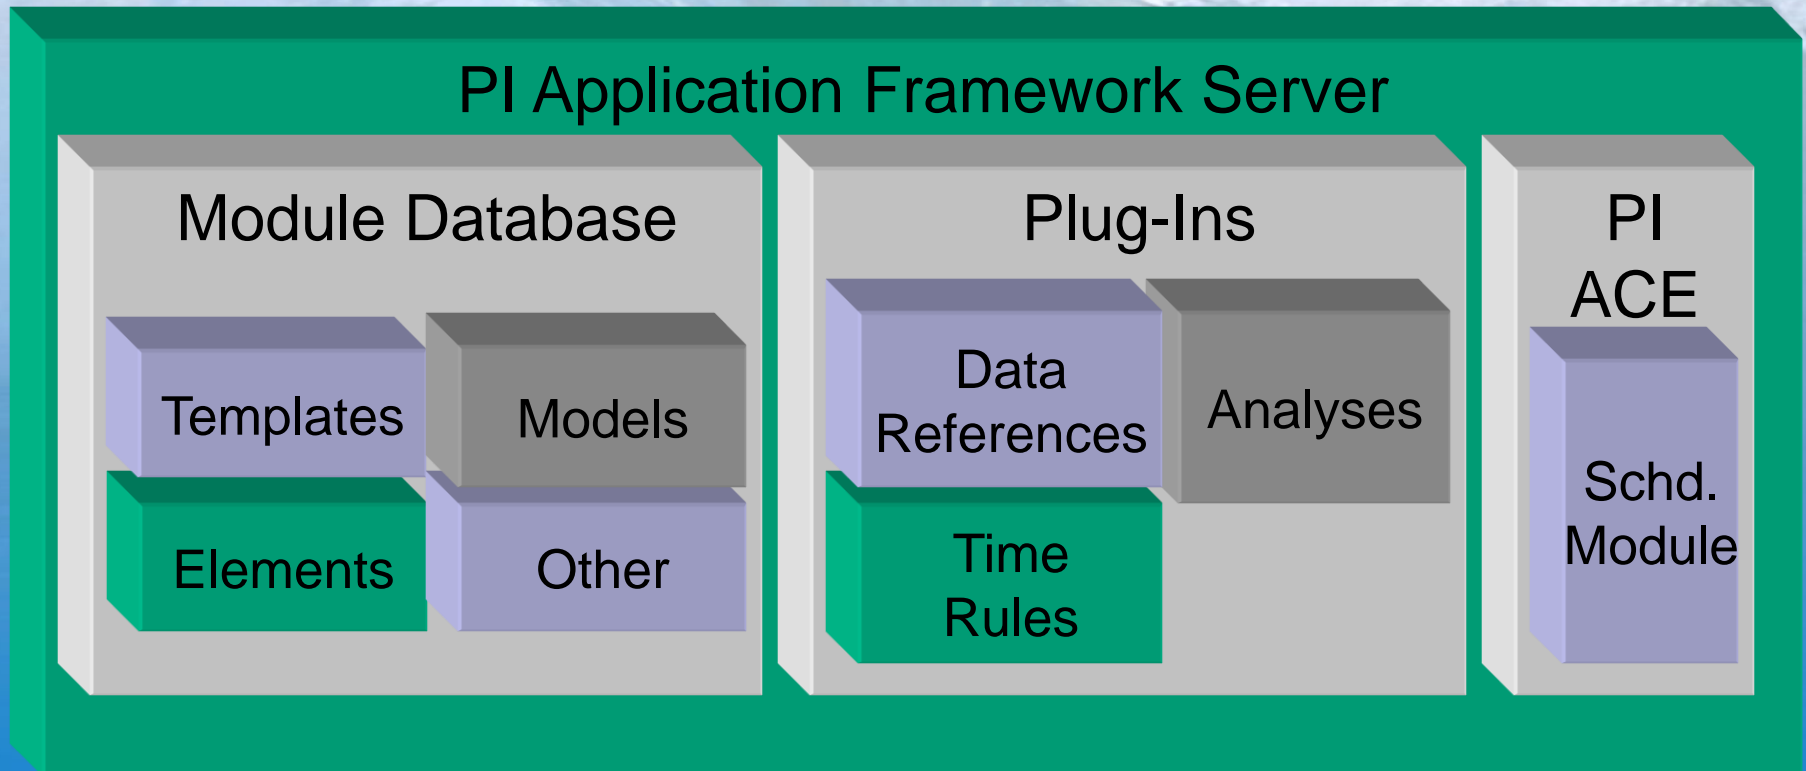 PI Application Framework Server
Module Database
Templates
Models
Elements
Other
Plug-Ins
Data
References
Analyses
Time
Rules
PI
ACE
Schd.
Module